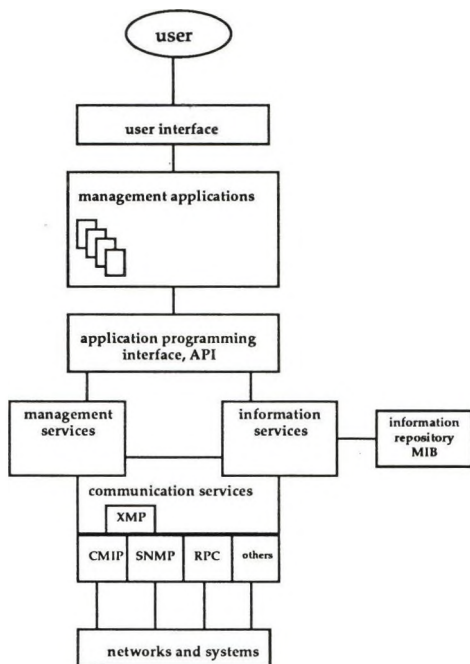 user
user interface
management applications
application programming
interface, API
management
services
information
services
information
repository
MIB
communication services
XMP
CMIP
SNMP
RPC
others
networks and systems